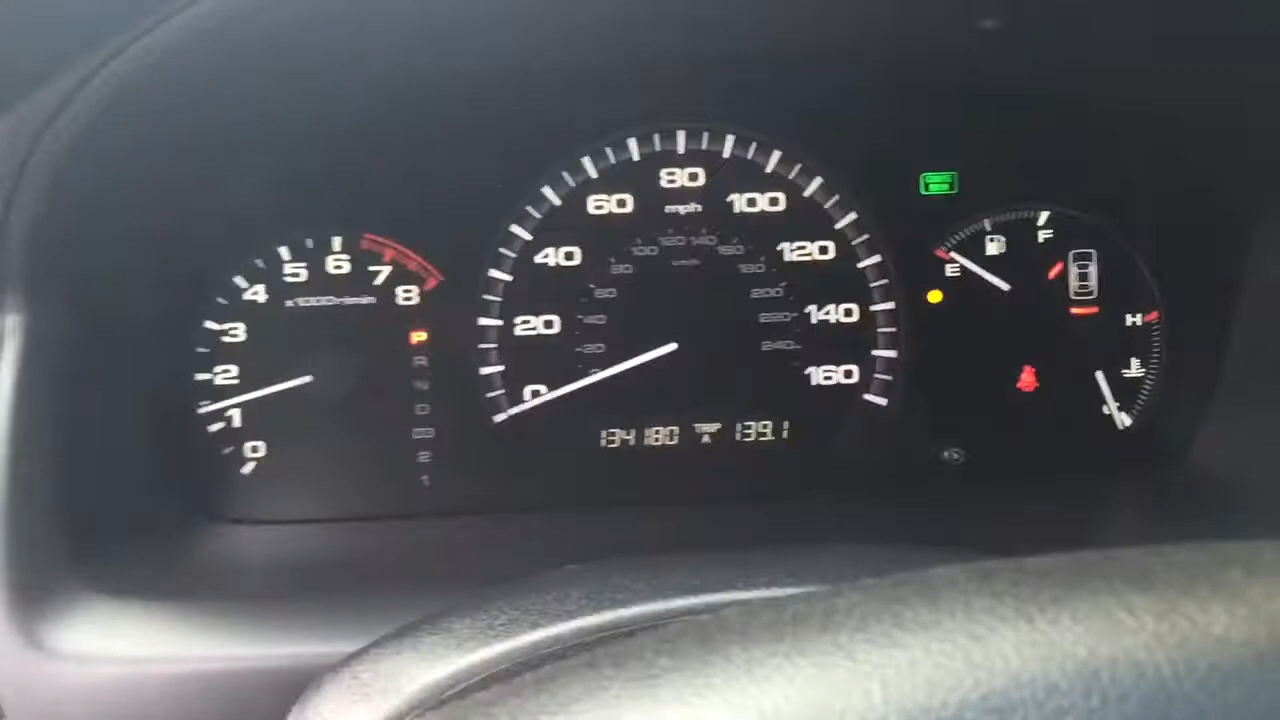 80
60 100
mph
120 140
100 160
40 120
80 180
60 200
20 140
40 220
20 240
0 160
134180 TRIP A 139.1
5 6 7
4 8
x1000r/min
3
2
1
0
P
R
N
D
D3
2
1
F
E
H
C